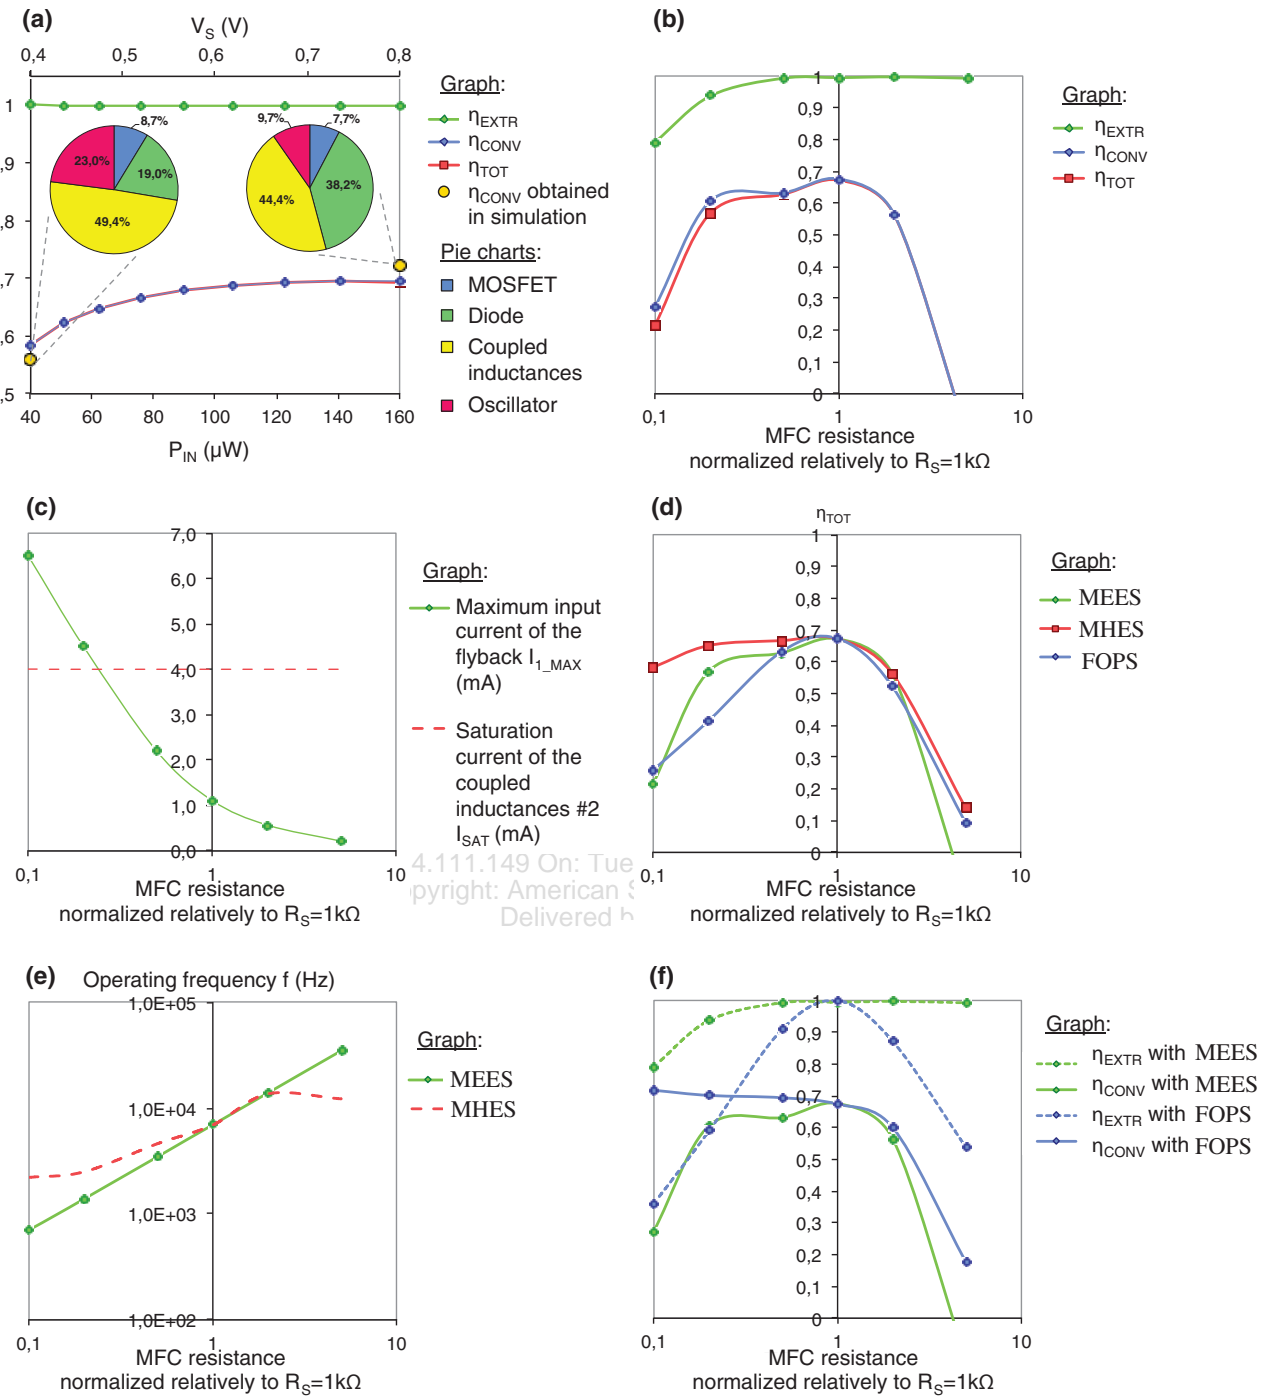 (a)
V_S (V)
0,4 0,5 0,6 0,7 0,8
1
,9
,8
,7
,6
,5
8,7%
19,0%
49,4%
23,0%
9,7%
7,7%
38,2%
44,4%
40 60 80 100 120 140 160
P_IN (µW)
Graph:
η_EXTR
η_CONV
η_TOT
η_CONV obtained
in simulation
Pie charts:
MOSFET
Diode
Coupled
inductances
Oscillator
(b)
1
0,9
0,8
0,7
0,6
0,5
0,4
0,3
0,2
0,1
0
0,1 1 10
MFC resistance
normalized relatively to R_S=1kΩ
Graph:
η_EXTR
η_CONV
η_TOT
(c)
7,0
6,0
5,0
4,0
3,0
2,0
1,0
0,0
0,1 1 10
MFC resistance
normalized relatively to R_S=1kΩ
Graph:
Maximum input
current of the
flyback I_1_MAX
(mA)
Saturation
current of the
coupled
inductances #2
I_SAT (mA)
4.111.149 On: Tue
opyright: American S
Delivered b
(d)
η_TOT
1
0,9
0,8
0,7
0,6
0,5
0,4
0,3
0,2
0,1
0
0,1 1 10
MFC resistance
normalized relatively to R_S=1kΩ
Graph:
MEES
MHES
FOPS
(e)
Operating frequency f (Hz)
1,0E+05
1,0E+04
1,0E+03
1,0E+02
0,1 1 10
MFC resistance
normalized relatively to R_S=1kΩ
Graph:
MEES
MHES
(f)
1
0,9
0,8
0,7
0,6
0,5
0,4
0,3
0,2
0,1
0
0,1 1 10
MFC resistance
normalized relatively to R_S=1kΩ
Graph:
η_EXTR with MEES
η_CONV with MEES
η_EXTR with FOPS
η_CONV with FOPS